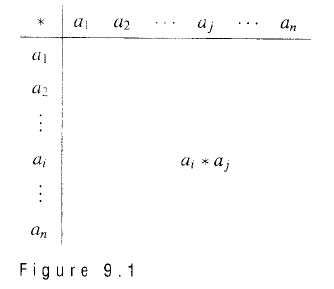 * a₁ a₂ ··· aⱼ ··· aₙ
a₁
a₂
⋮
aᵢ aᵢ * aⱼ
⋮
aₙ
Figure 9.1